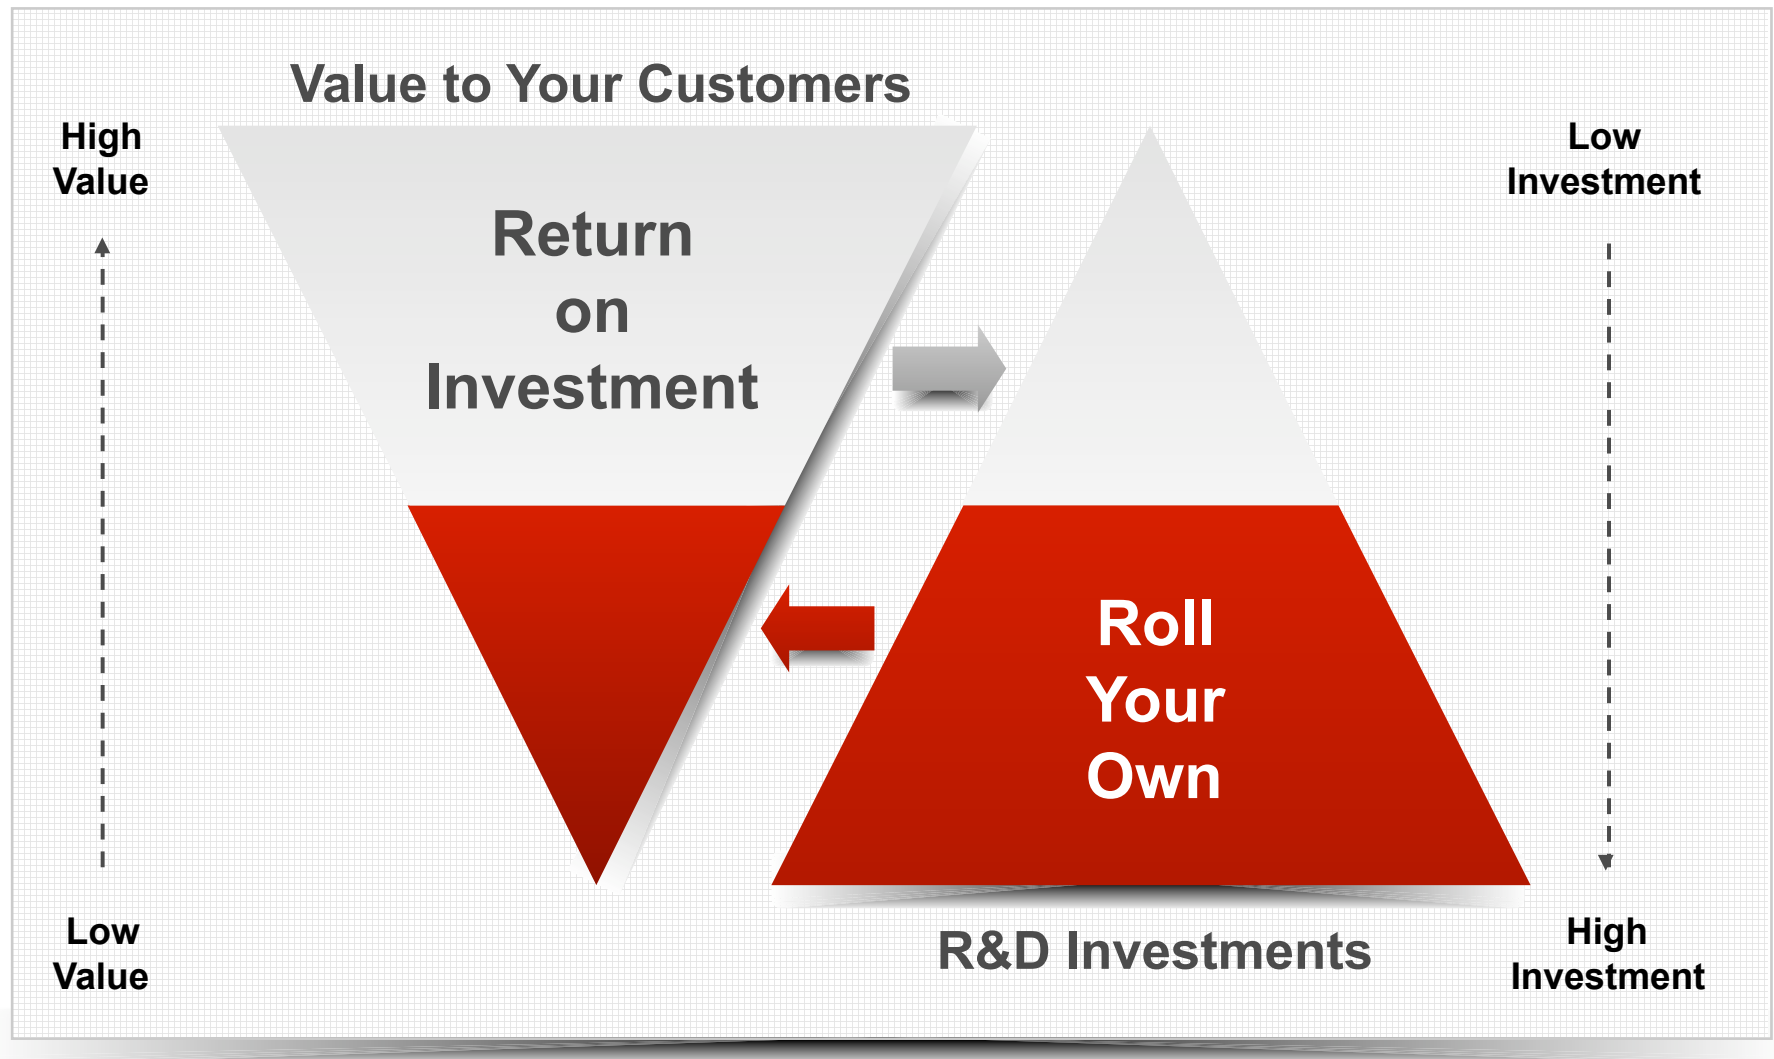 Value to Your Customers
High
Value
Low
Investment
Return
on
Investment
Roll
Your
Own
Low
Value
R&D Investments
High
Investment